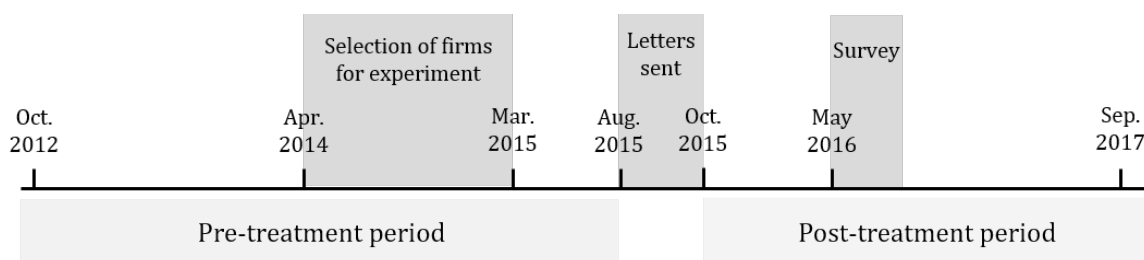 Selection of firms
for experiment
Letters
sent
Survey
Oct.
2012
Apr.
2014
Mar.
2015
Aug.
2015
Oct.
2015
May
2016
Sep.
2017
Pre-treatment period
Post-treatment period